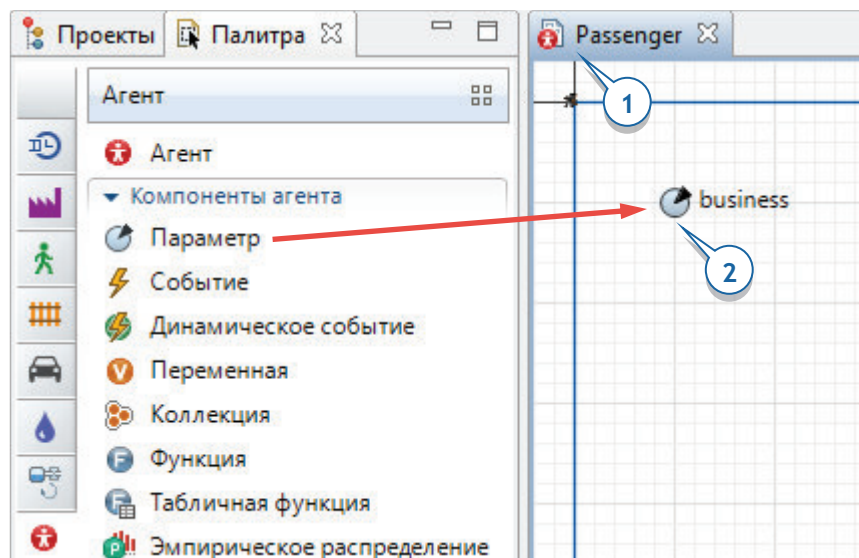 Проекты
Палитра
Passenger
1
Агент
Агент
Компоненты агента
Параметр
business
2
Событие
Динамическое событие
Переменная
Коллекция
Функция
Табличная функция
Эмпирическое распределение